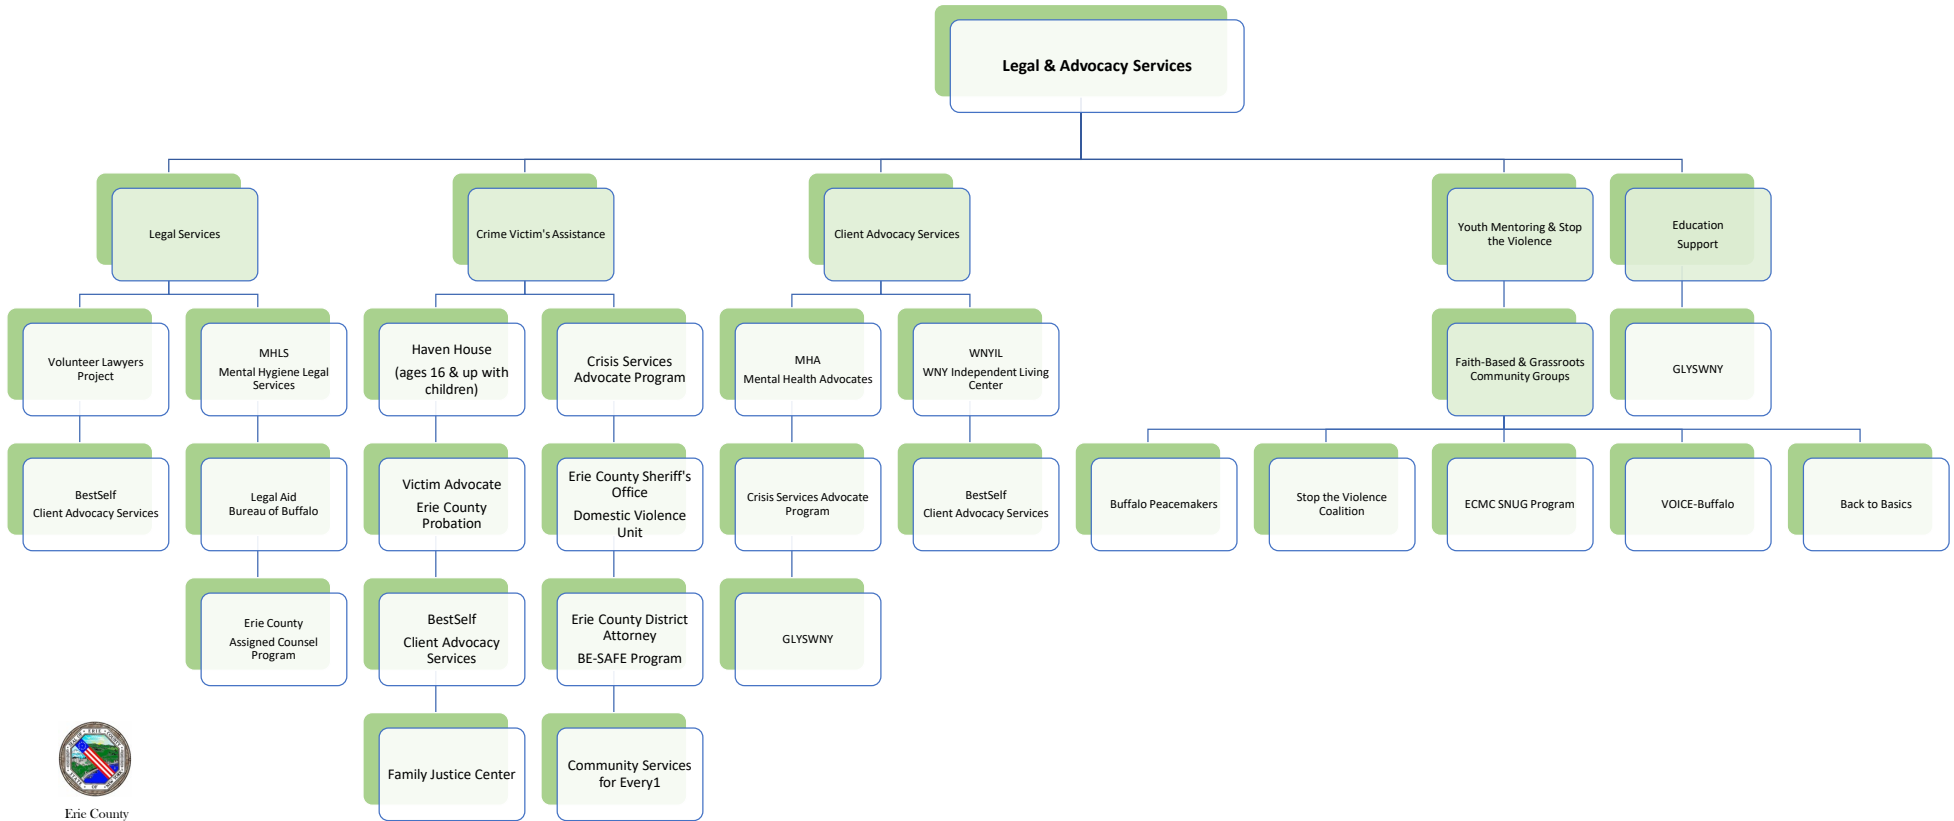 Legal & Advocacy Services
Legal Services
Crime Victim's Assistance
Client Advocacy Services
Youth Mentoring & Stop
the Violence
Education
Support
Volunteer Lawyers
Project
MHLS
Mental Hygiene Legal
Services
Haven House
(ages 16 & up with
children)
Crisis Services
Advocate Program
MHA
Mental Health Advocates
WNYIL
WNY Independent Living
Center
Faith-Based & Grassroots
Community Groups
GLYSWNY
BestSelf
Client Advocacy Services
Legal Aid
Bureau of Buffalo
Victim Advocate
Erie County
Probation
Erie County Sheriff's
Office
Domestic Violence
Unit
Crisis Services Advocate
Program
BestSelf
Client Advocacy Services
Buffalo Peacemakers
Stop the Violence
Coalition
ECMC SNUG Program
VOICE-Buffalo
Back to Basics
Erie County
Assigned Counsel
Program
BestSelf
Client Advocacy
Services
Erie County District
Attorney
BE-SAFE Program
GLYSWNY
Family Justice Center
Community Services
for Every1
Erie County